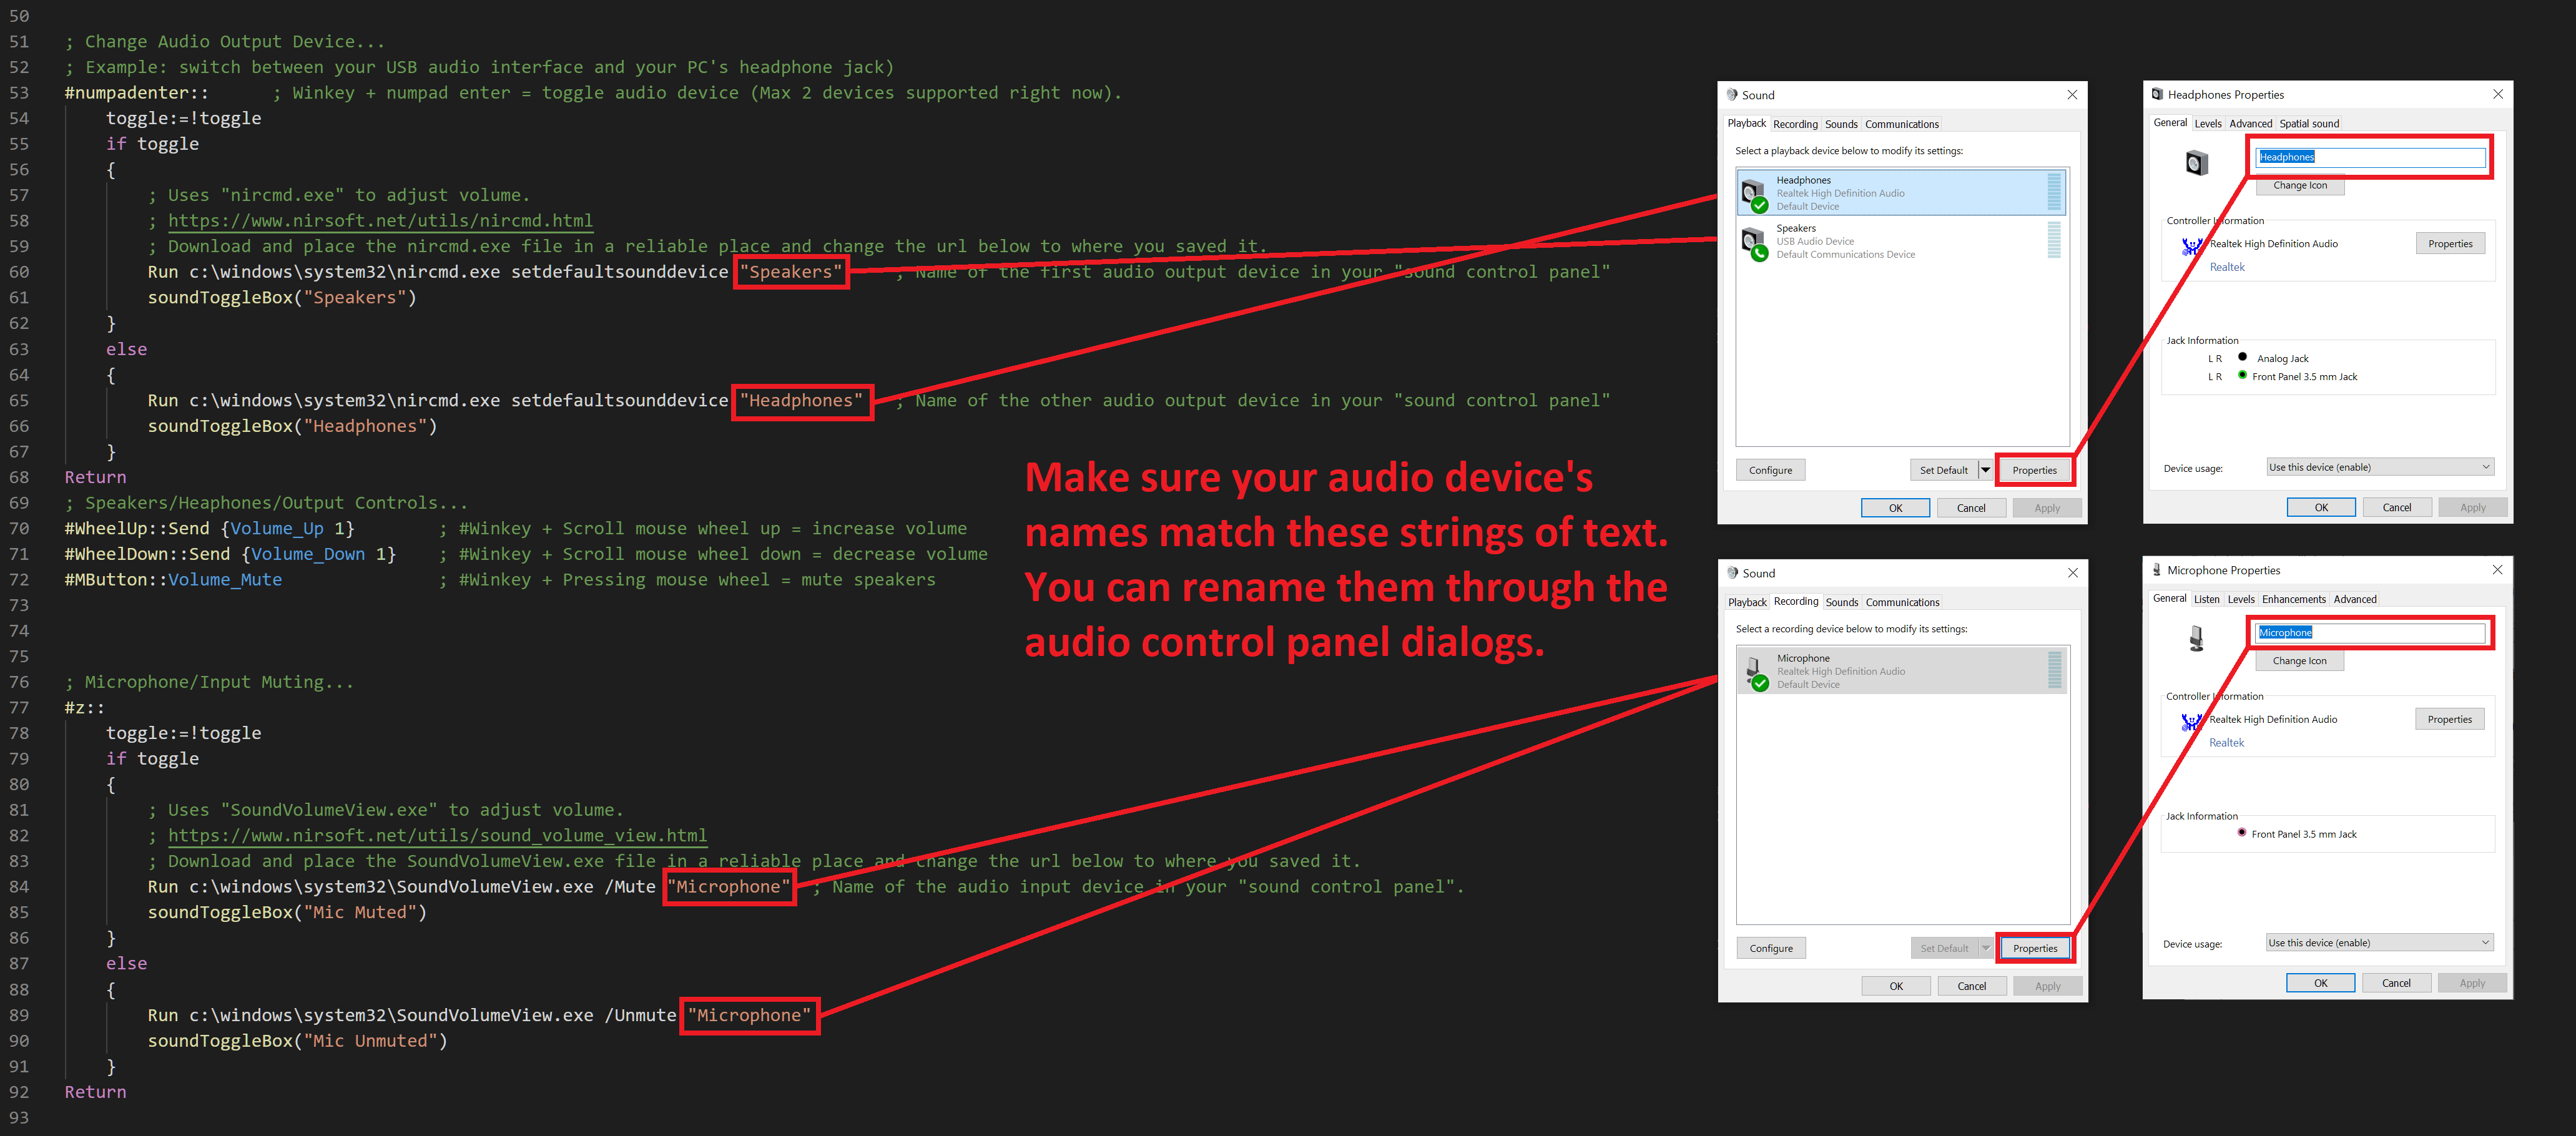 50
51 ; Change Audio Output Device...
52 ; Example: switch between your USB audio interface and your PC's headphone jack)
53 #numpadenter:: ; Winkey + numpad enter = toggle audio device (Max 2 devices supported right now).
54 toggle:=!toggle
55 if toggle
56 {
57 ; Uses "nircmd.exe" to adjust volume.
58 ; https://www.nirsoft.net/utils/nircmd.html
59 ; Download and place the nircmd.exe file in a reliable place and change the url below to where you saved it.
60 Run c:\windows\system32\nircmd.exe setdefaultsounddevice "Speakers" ; Name of the first audio output device in your "sound control panel"
61 soundToggleBox("Speakers")
62 }
63 else
64 {
65 Run c:\windows\system32\nircmd.exe setdefaultsounddevice "Headphones" ; Name of the other audio output device in your "sound control panel"
66 soundToggleBox("Headphones")
67 }
68 Return
69 ; Speakers/Heaphones/Output Controls...
70 #WheelUp::Send {Volume_Up 1} ; #Winkey + Scroll mouse wheel up = increase volume
71 #WheelDown::Send {Volume_Down 1} ; #Winkey + Scroll mouse wheel down = decrease volume
72 #MButton::Volume_Mute ; #Winkey + Pressing mouse wheel = mute speakers
73
74
75
76 ; Microphone/Input Muting...
77 #z::
78 toggle:=!toggle
79 if toggle
80 {
81 ; Uses "SoundVolumeView.exe" to adjust volume.
82 ; https://www.nirsoft.net/utils/sound_volume_view.html
83 ; Download and place the SoundVolumeView.exe file in a reliable place and change the url below to where you saved it.
84 Run c:\windows\system32\SoundVolumeView.exe /Mute "Microphone" ; Name of the audio input device in your "sound control panel".
85 soundToggleBox("Mic Muted")
86 }
87 else
88 {
89 Run c:\windows\system32\SoundVolumeView.exe /Unmute "Microphone"
90 soundToggleBox("Mic Unmuted")
91 }
92 Return
93
Make sure your audio device's
names match these strings of text.
You can rename them through the
audio control panel dialogs.
Sound
Playback Recording Sounds Communications
Select a playback device below to modify its settings:
Headphones
Realtek High Definition Audio
Default Device
Speakers
USB Audio Device
Default Communications Device
Configure Set Default Properties
OK Cancel Apply
Headphones Properties
General Levels Advanced Spatial sound
Headphones
Change Icon
Controller Information
Realtek High Definition Audio Properties
Realtek
Jack Information
L R Analog Jack
L R Front Panel 3.5 mm Jack
Device usage: Use this device (enable)
OK Cancel Apply
Sound
Playback Recording Sounds Communications
Select a recording device below to modify its settings:
Microphone
Realtek High Definition Audio
Default Device
Configure Set Default Properties
OK Cancel Apply
Microphone Properties
General Listen Levels Enhancements Advanced
Microphone
Change Icon
Controller Information
Realtek High Definition Audio Properties
Realtek
Jack Information
Front Panel 3.5 mm Jack
Device usage: Use this device (enable)
OK Cancel Apply